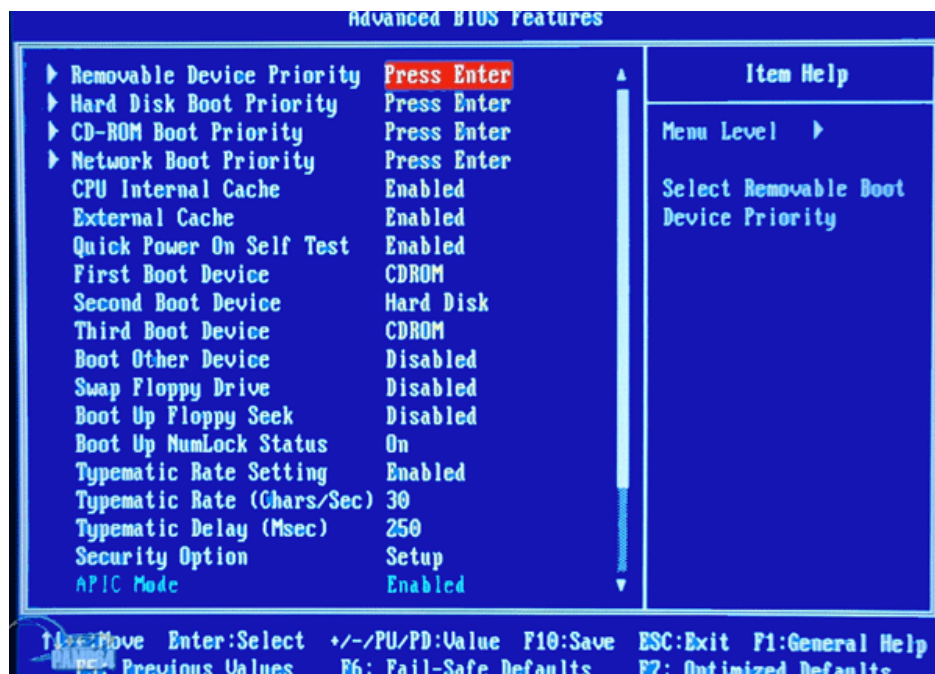 Advanced BIOS Features
Removable Device Priority Press Enter
Hard Disk Boot Priority Press Enter
CD-ROM Boot Priority Press Enter
Network Boot Priority Press Enter
CPU Internal Cache Enabled
External Cache Enabled
Quick Power On Self Test Enabled
First Boot Device CDROM
Second Boot Device Hard Disk
Third Boot Device CDROM
Boot Other Device Disabled
Swap Floppy Drive Disabled
Boot Up Floppy Seek Disabled
Boot Up NumLock Status On
Typematic Rate Setting Enabled
Typematic Rate (Chars/Sec) 30
Typematic Delay (Msec) 250
Security Option Setup
APIC Mode Enabled
Item Help
Menu Level
Select Removable Boot
Device Priority
:Move Enter:Select +/-/PU/PD:Value F10:Save ESC:Exit F1:General Help
F5: Previous Values F6: Fail-Safe Defaults F7: Optimized Defaults